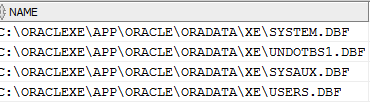 NAME
C:\ORACLEXE\APP\ORACLE\ORADATA\XE\SYSTEM.DBF
C:\ORACLEXE\APP\ORACLE\ORADATA\XE\UNDOTBS1.DBF
C:\ORACLEXE\APP\ORACLE\ORADATA\XE\SYSAUX.DBF
C:\ORACLEXE\APP\ORACLE\ORADATA\XE\USERS.DBF